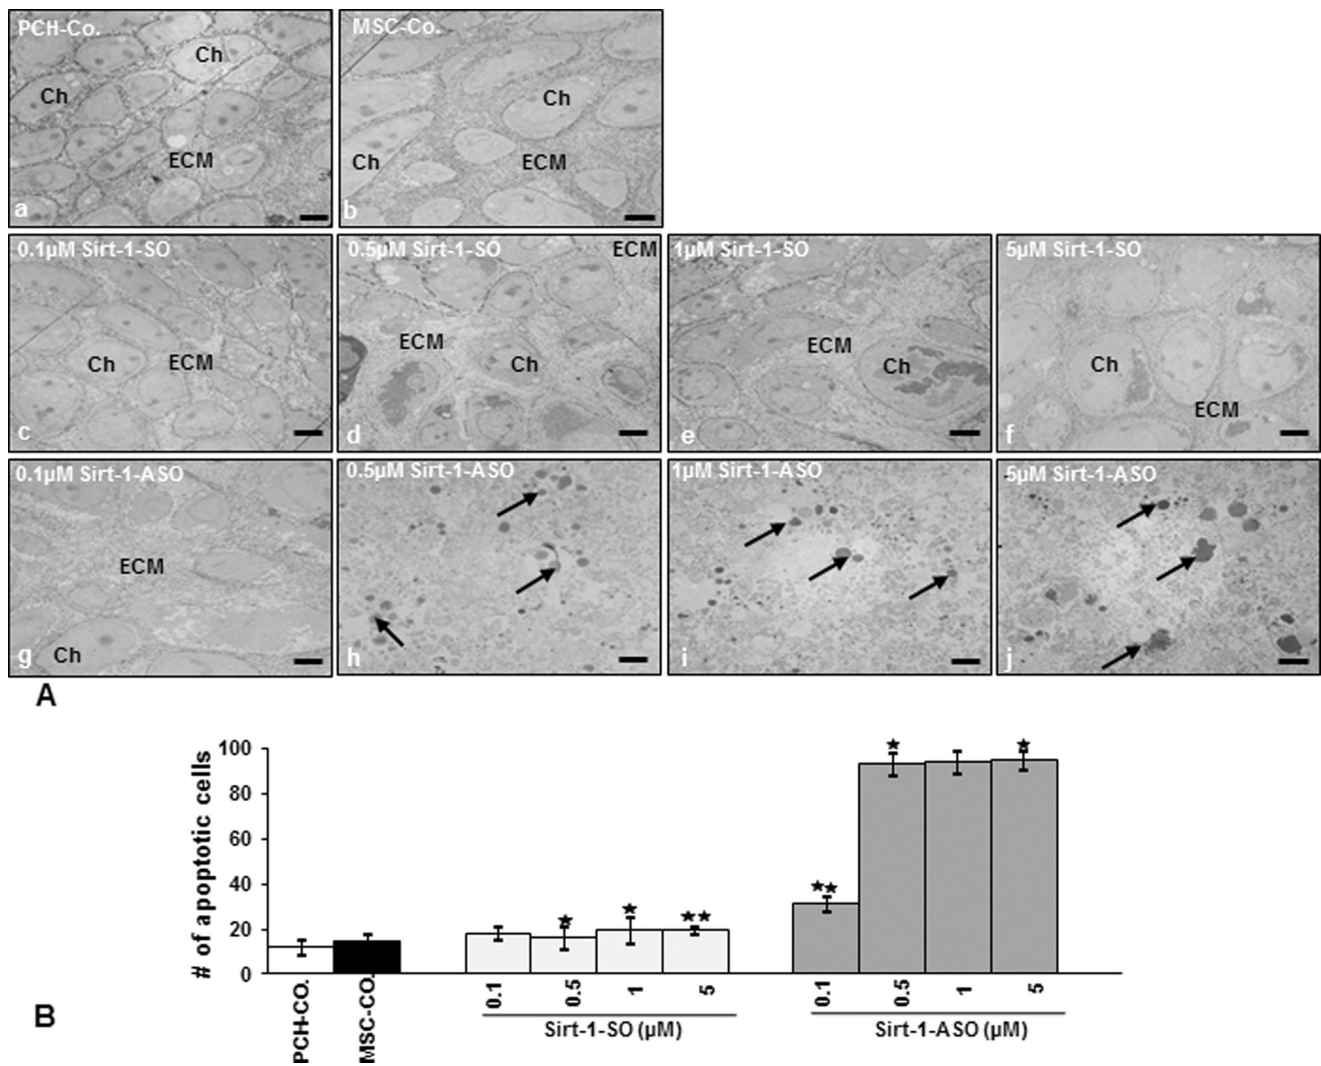 PCH-Co.
Ch
Ch
ECM
a
MSC-Co.
Ch
Ch
ECM
b
0.1µM Sirt-1-SO
Ch
ECM
c
0.5µM Sirt-1-SO
ECM
ECM
Ch
d
1µM Sirt-1-SO
ECM
Ch
e
5µM Sirt-1-SO
Ch
ECM
f
0.1µM Sirt-1-ASO
ECM
Ch
g
0.5µM Sirt-1-ASO
h
1µM Sirt-1-ASO
i
5µM Sirt-1-ASO
j
A
# of apoptotic cells
100
80
60
40
20
0
★
★
★★
★★
★
★
PCH-CO.
MSC-CO.
0.1
0.5
1
5
0.1
0.5
1
5
Sirt-1-SO (µM)
Sirt-1-ASO (µM)
B